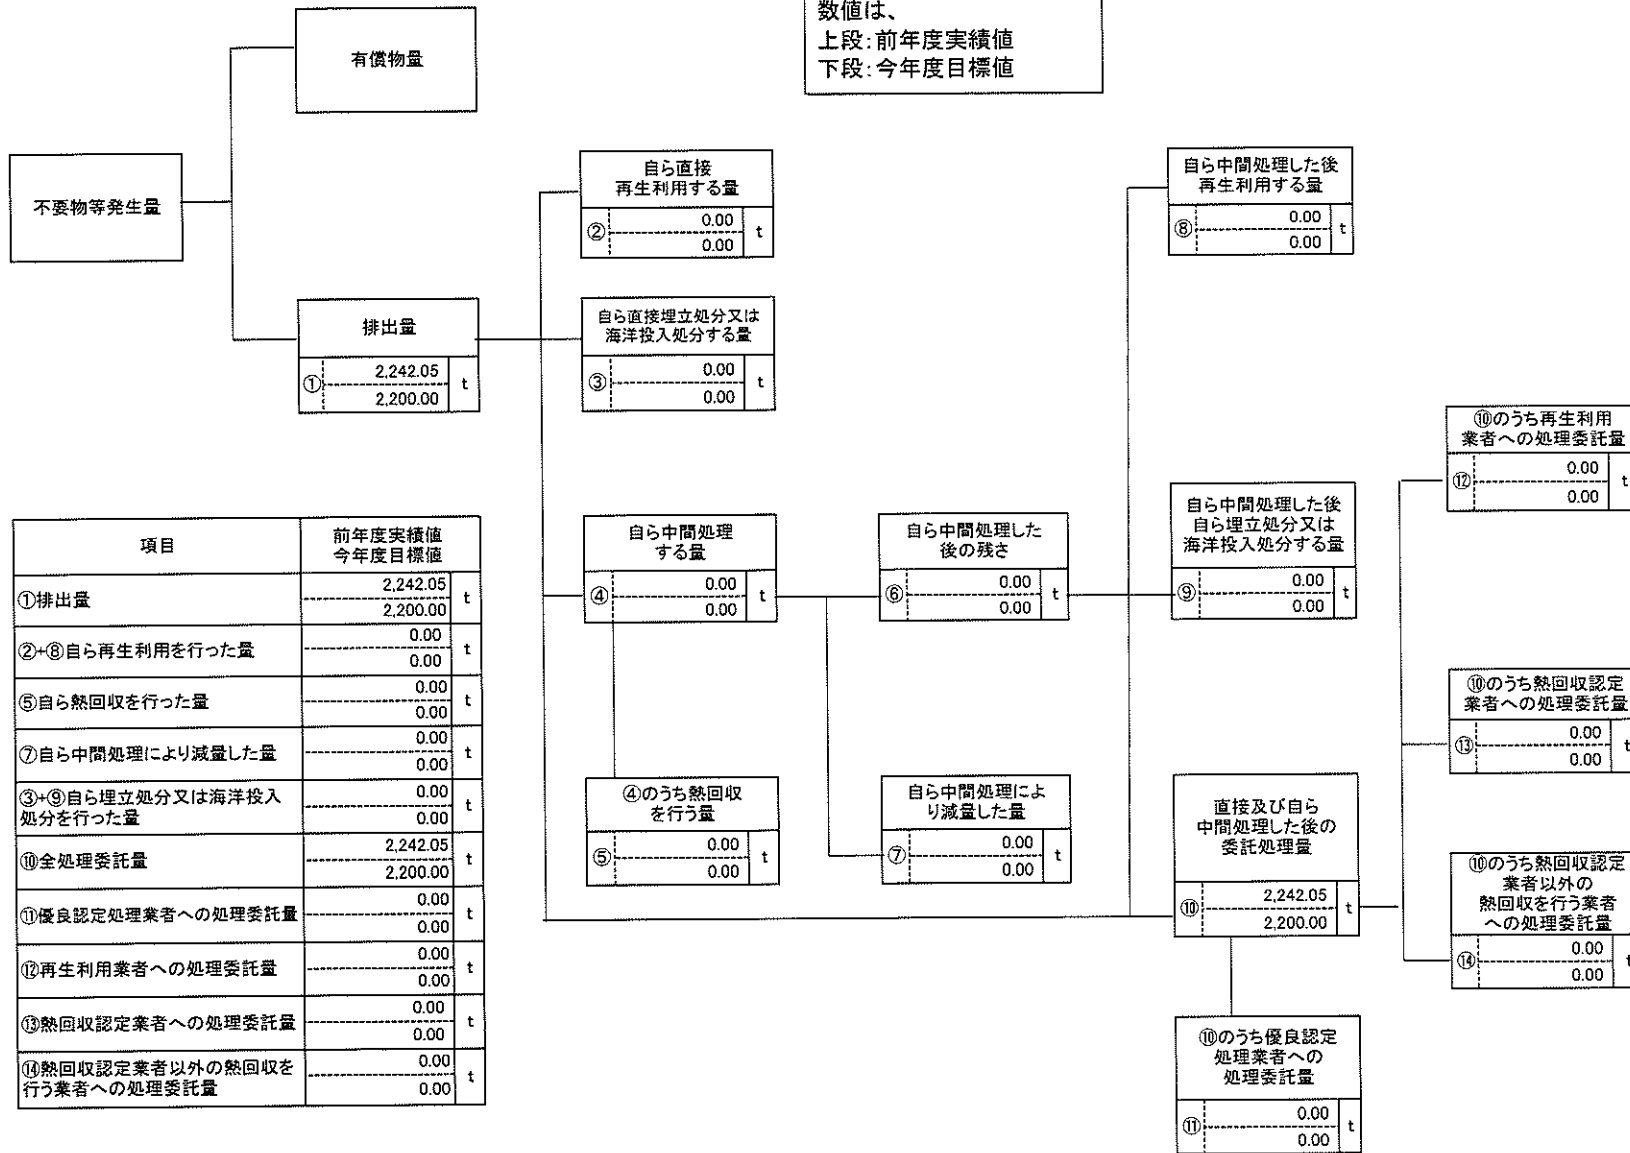 数値は、
上段:前年度実績値
下段:今年度目標値
有償物量
不要物等発生量
排出量
①
2,242.05
2,200.00
t
自ら直接
再生利用する量
②
0.00
0.00
t
自ら直接埋立処分又は
海洋投入処分する量
③
0.00
0.00
t
自ら中間処理
する量
④
0.00
0.00
t
④のうち熱回収
を行う量
⑤
0.00
0.00
t
自ら中間処理した
後の残さ
⑥
0.00
0.00
t
自ら中間処理によ
り減量した量
⑦
0.00
0.00
t
自ら中間処理した後
再生利用する量
⑧
0.00
0.00
t
自ら中間処理した後
自ら埋立処分又は
海洋投入処分する量
⑨
0.00
0.00
t
直接及び自ら
中間処理した後の
委託処理量
⑩
2,242.05
2,200.00
t
⑩のうち優良認定
処理業者への
処理委託量
⑪
0.00
0.00
t
⑩のうち再生利用
業者への処理委託量
⑫
0.00
0.00
t
⑩のうち熱回収認定
業者への処理委託量
⑬
0.00
0.00
t
⑩のうち熱回収認定
業者以外の
熱回収を行う業者
への処理委託量
⑭
0.00
0.00
t
項目
前年度実績値
今年度目標値
①排出量
2,242.05
2,200.00
t
②+⑧自ら再生利用を行った量
0.00
0.00
t
⑤自ら熱回収を行った量
0.00
0.00
t
⑦自ら中間処理により減量した量
0.00
0.00
t
③+⑨自ら埋立処分又は海洋投入
処分を行った量
0.00
0.00
t
⑩全処理委託量
2,242.05
2,200.00
t
⑪優良認定処理業者への処理委託量
0.00
0.00
t
⑫再生利用業者への処理委託量
0.00
0.00
t
⑬熱回収認定業者への処理委託量
0.00
0.00
t
⑭熱回収認定業者以外の熱回収を
行う業者への処理委託量
0.00
0.00
t